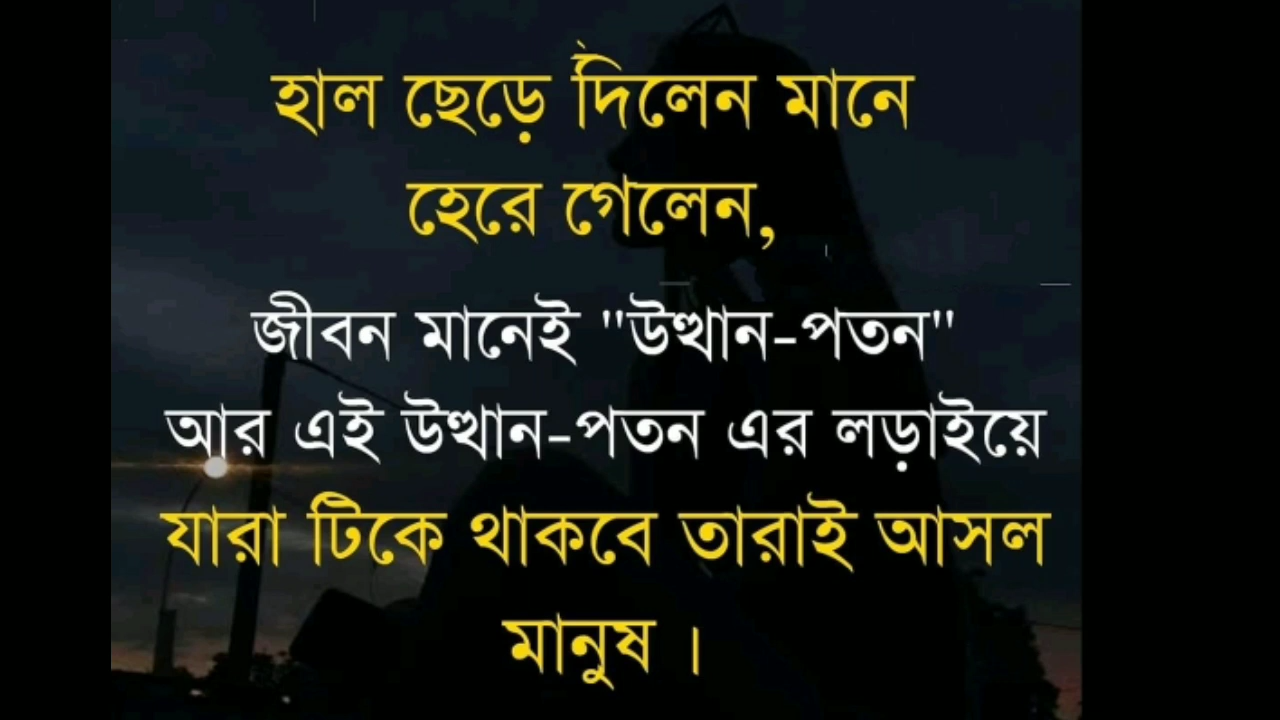 হাল ছেড়ে দিলেন মানে
হেরে গেলেন,
জীবন মানেই "উত্থান-পতন"
আর এই উত্থান-পতন এর লড়াইয়ে
যারা টিকে থাকবে তারাই আসল
মানুষ ।